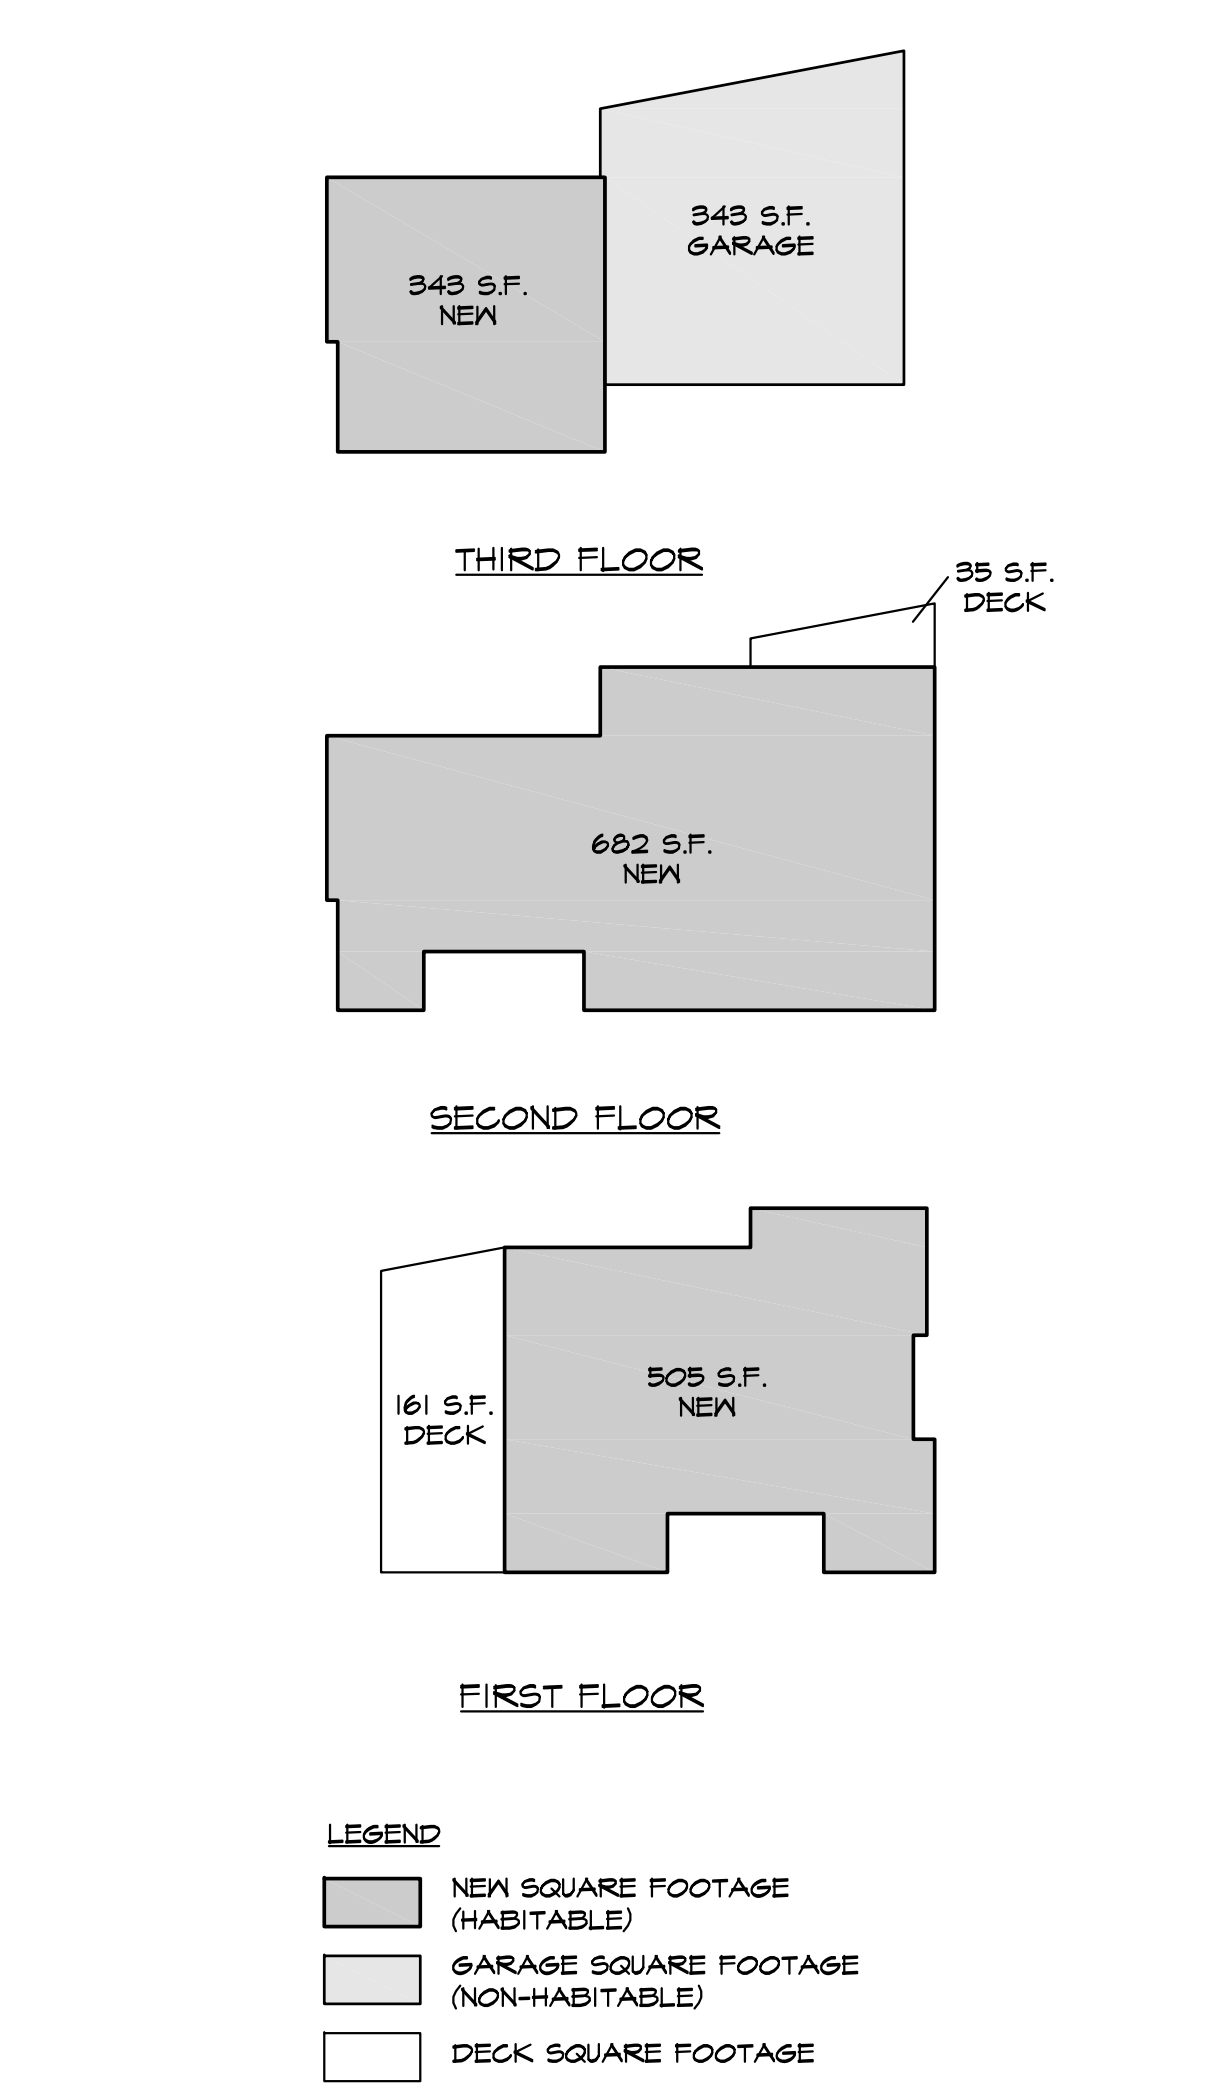 343 S.F.
GARAGE
343 S.F.
NEW
THIRD FLOOR
35 S.F.
DECK
682 S.F.
NEW
SECOND FLOOR
505 S.F.
NEW
161 S.F.
DECK
FIRST FLOOR
LEGEND
NEW SQUARE FOOTAGE
(HABITABLE)
GARAGE SQUARE FOOTAGE
(NON-HABITABLE)
DECK SQUARE FOOTAGE